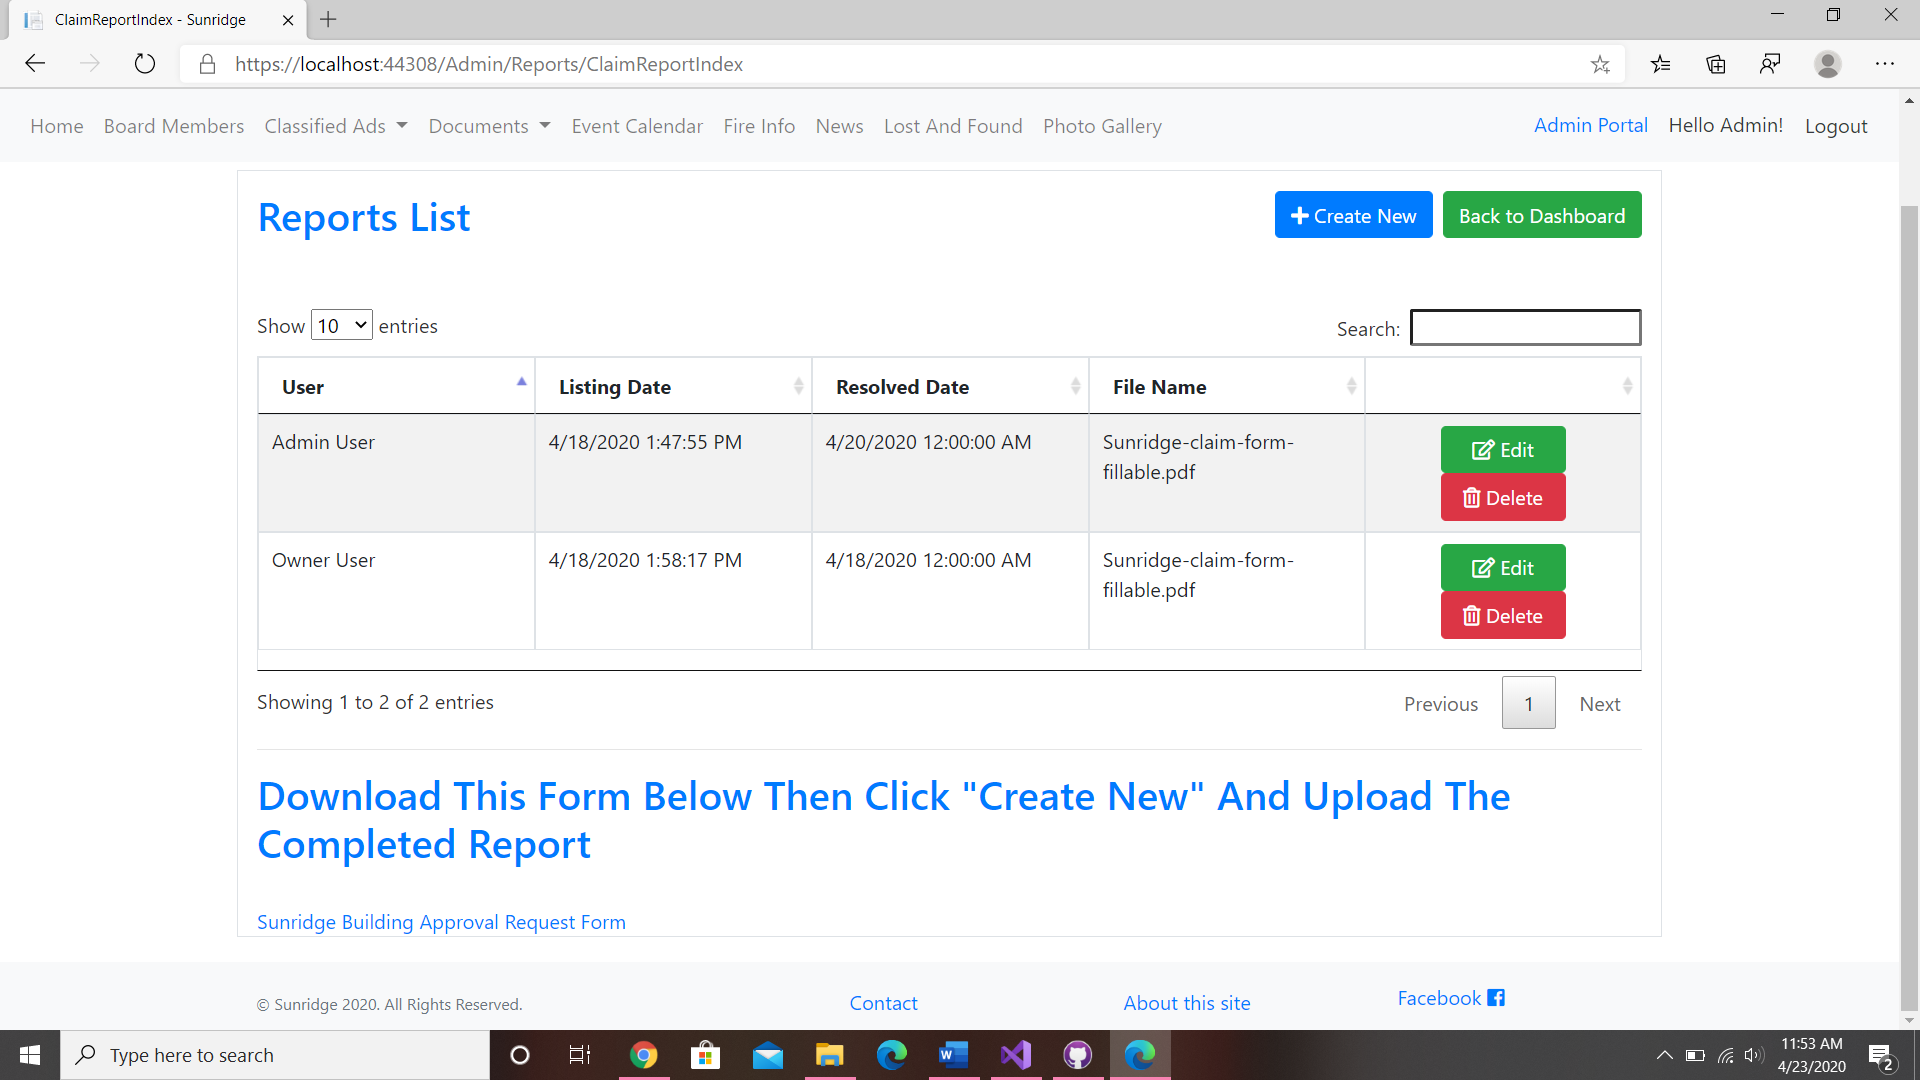 ClaimReportIndex - Sunridge
https://localhost:44308/Admin/Reports/ClaimReportIndex
Home Board Members Classified Ads Documents Event Calendar Fire Info News Lost And Found Photo Gallery Admin Portal Hello Admin! Logout
Reports List Create New Back to Dashboard
Show 10 entries Search:
User Listing Date Resolved Date File Name
Admin User 4/18/2020 1:47:55 PM 4/20/2020 12:00:00 AM Sunridge-claim-form-
fillable.pdf
Edit
Delete
Owner User 4/18/2020 1:58:17 PM 4/18/2020 12:00:00 AM Sunridge-claim-form-
fillable.pdf
Edit
Delete
Showing 1 to 2 of 2 entries Previous 1 Next
Download This Form Below Then Click "Create New" And Upload The
Completed Report
Sunridge Building Approval Request Form
© Sunridge 2020. All Rights Reserved. Contact About this site Facebook
Type here to search
W
11:53 AM
4/23/2020
2